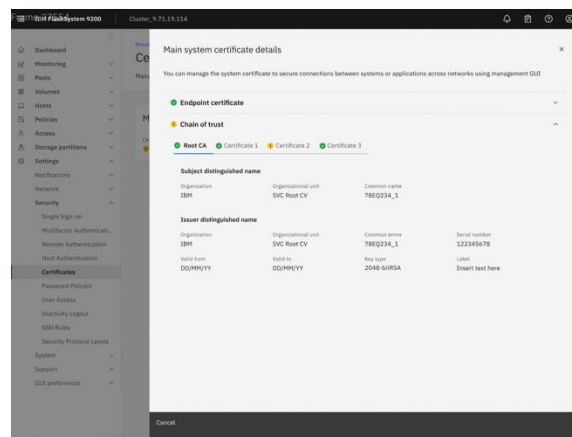 IBM FlashSystem 9200
Cluster_9.71.19.114
Dashboard
Monitoring
Pools
Volumes
Hosts
Policies
Access
Storage partitions
Settings
Notifications
Network
Security
Single Sign-on
Multifactor Authenticati...
Remote Authentication
Host Authentication
Certificates
Password Policies
User Access
Inactivity Logout
SSH Rules
Security Protocol Levels
System
Support
GUI preferences
Ce
M
Main system certificate details
You can manage the system certificate to secure connections between systems or applications across networks using management GUI
Endpoint certificate
Chain of trust
Root CA Certificate 1 Certificate 2 Certificate 3
Subject distinguished name
Organization Organizational unit Common name
IBM SVC Root CV 78EQ234_1
Issuer distinguished name
Organization Organizational unit Common anme Serial number
IBM SVC Root CV 78EQ234_1 122345678
Valid from Valid to Key type Label
DD/MM/YY DD/MM/YY 2048-bitRSA Insert text here
Cancel